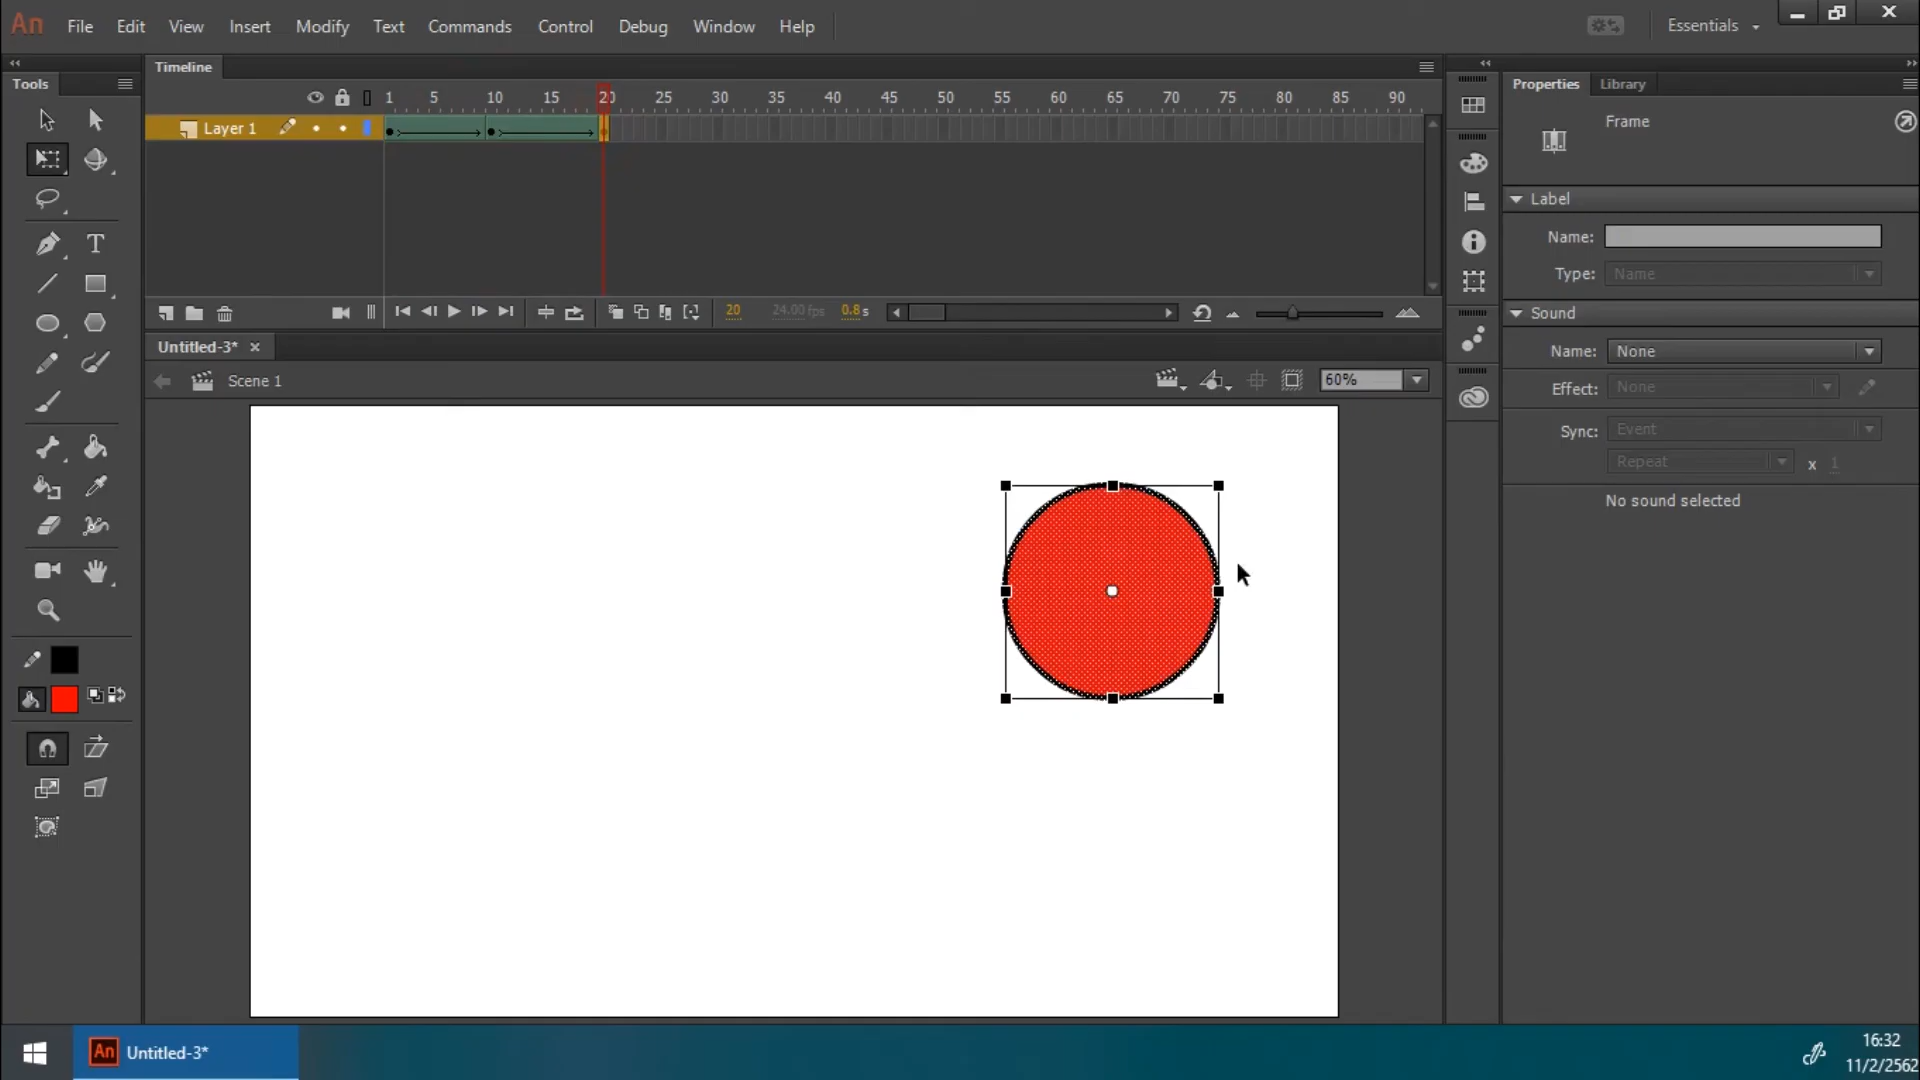 An File Edit View Insert Modify Text Commands Control Debug Window Help Essentials
Tools
Timeline
Properties Library
1 5 10 15 20 25 30 35 40 45 50 55 60 65 70 75 80 85 90
Layer 1
Frame
Label
Name:
Type: Name
20 24.00 fps 0.8 s
Sound
Untitled-3*
Name: None
Scene 1
60%
Effect: None
Sync: Event
Repeat x 1
No sound selected
T
An Untitled-3*
16:32
11/2/2562